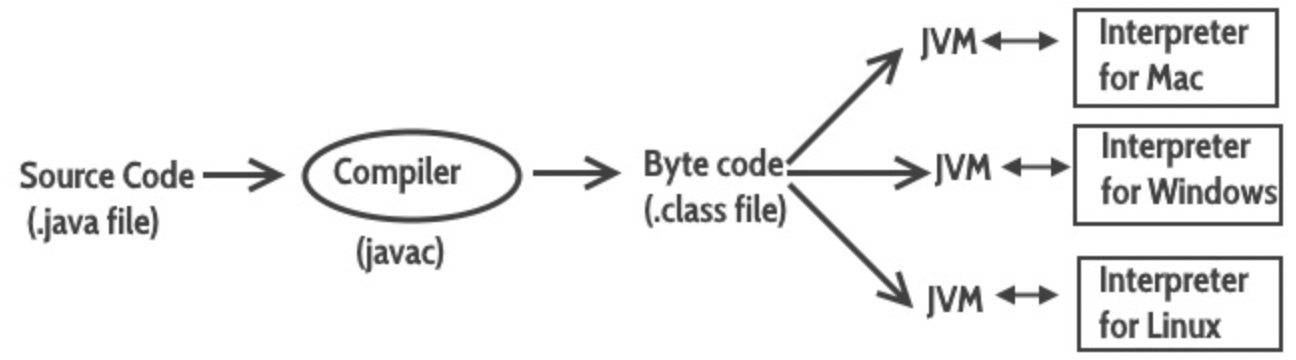 Source Code
(.java file)
Compiler
(javac)
Byte code
(.class file)
JVM
Interpreter
for Mac
JVM
Interpreter
for Windows
JVM
Interpreter
for Linux